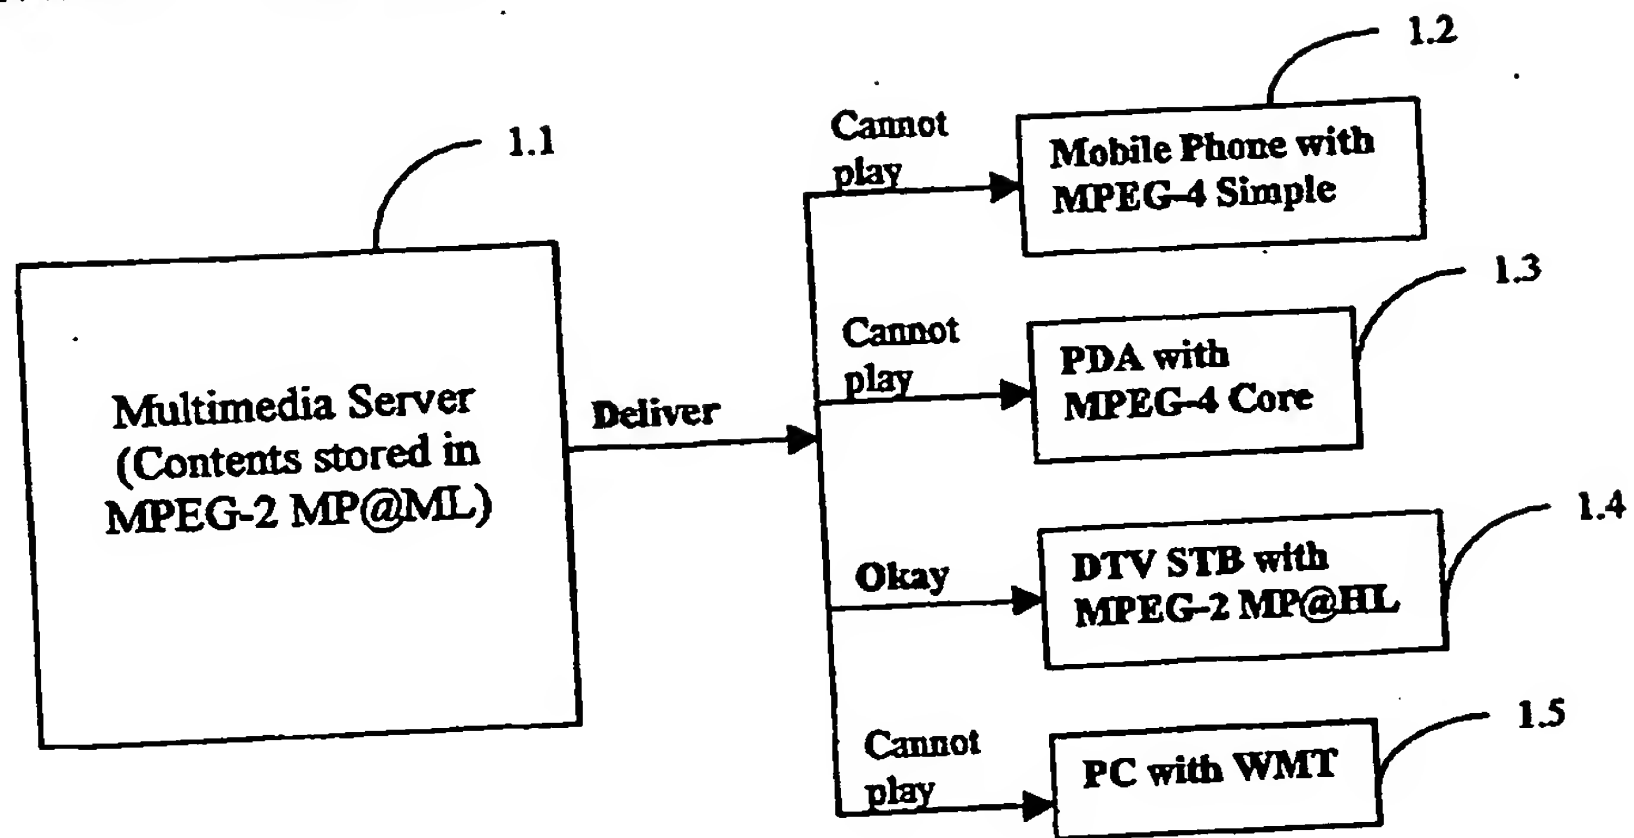 1.1
Multimedia Server
(Contents stored in
MPEG-2 MP@ML)
Deliver
Cannot
play
1.2
Mobile Phone with
MPEG-4 Simple
Cannot
play
1.3
PDA with
MPEG-4 Core
Okay
1.4
DTV STB with
MPEG-2 MP@HL
Cannot
play
1.5
PC with WMT